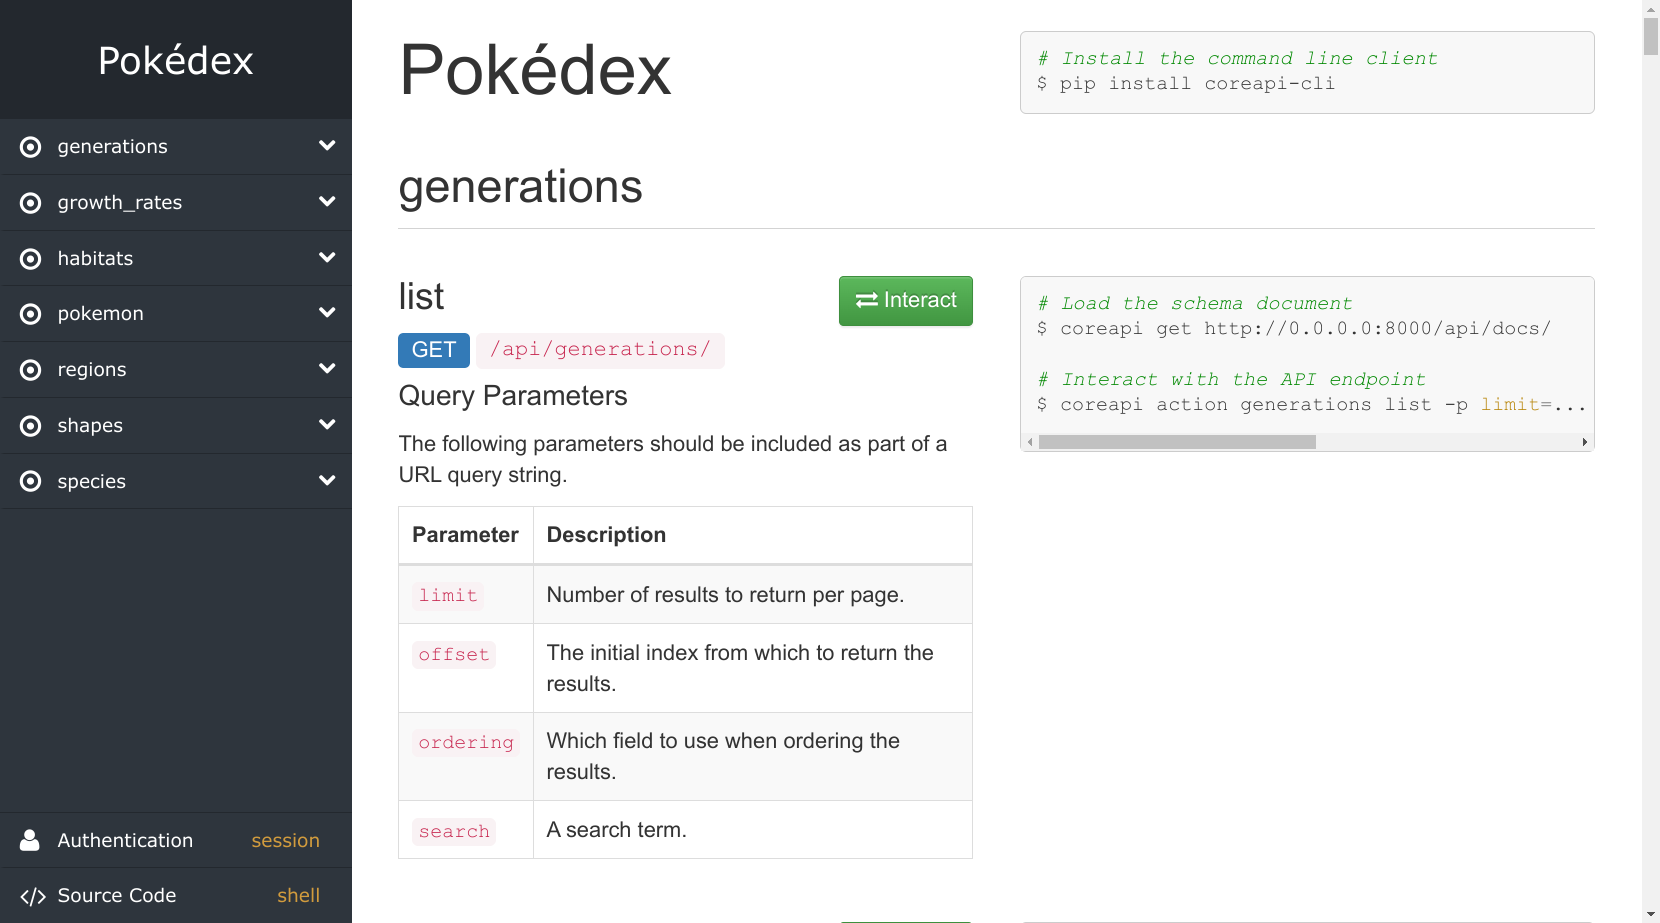 Pokédex
generations
growth_rates
habitats
pokemon
regions
shapes
species
Authentication session
Source Code shell
Pokédex
# Install the command line client
$ pip install coreapi-cli
generations
list
Interact
GET /api/generations/
Query Parameters
The following parameters should be included as part of a
URL query string.
Parameter Description
limit Number of results to return per page.
offset The initial index from which to return the
results.
ordering Which field to use when ordering the
results.
search A search term.
# Load the schema document
$ coreapi get http://0.0.0.0:8000/api/docs/
# Interact with the API endpoint
$ coreapi action generations list -p limit=...